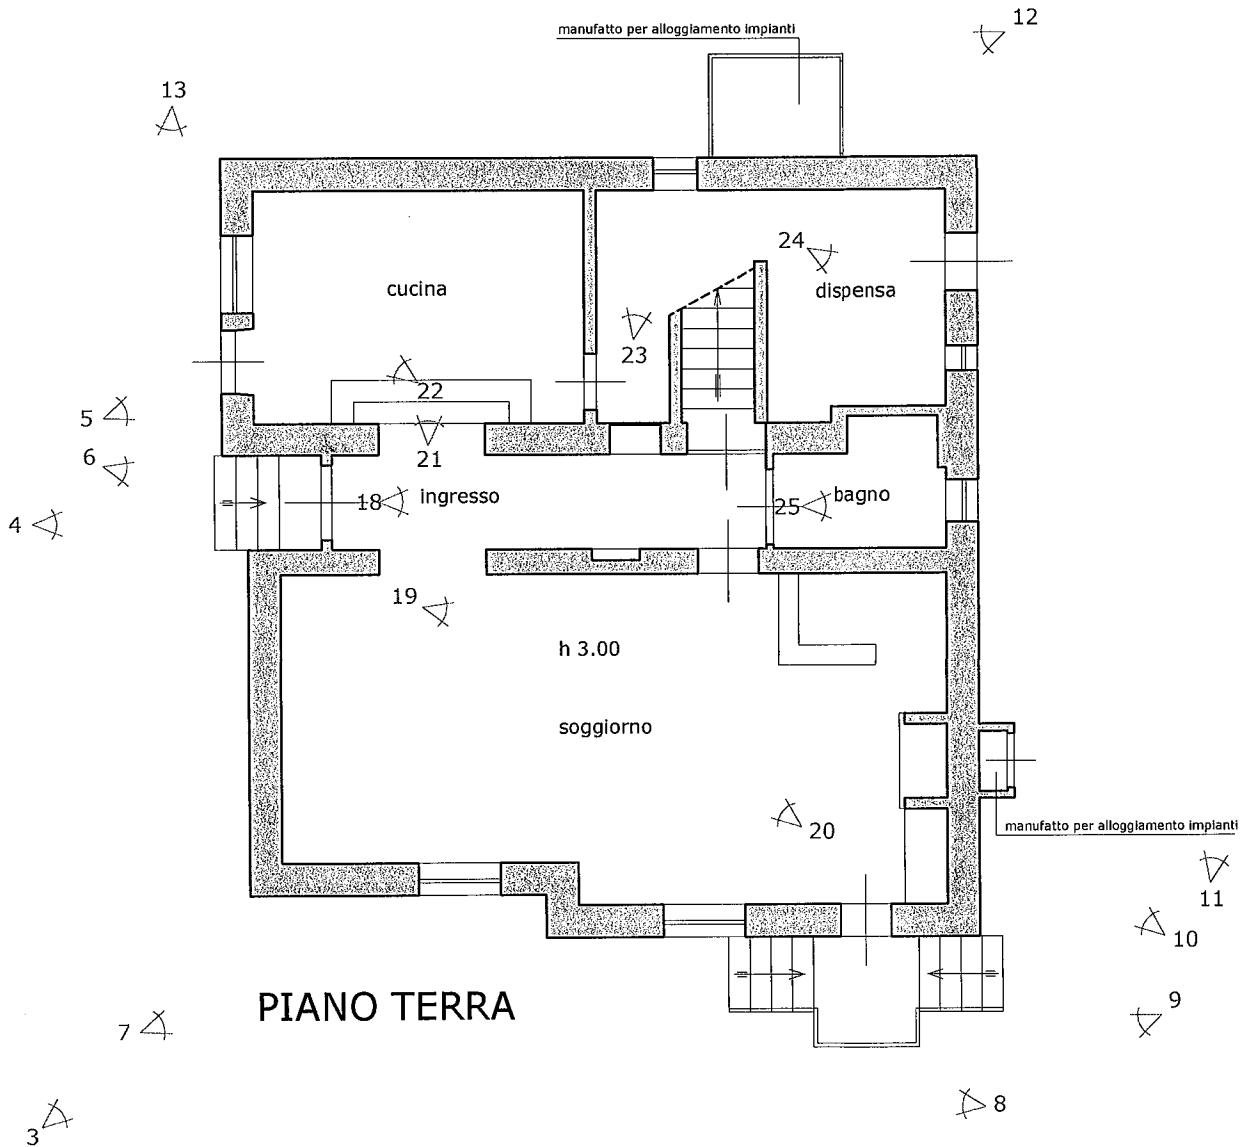 12
manufatto per alloggiamento impianti
13
24
cucina
dispensa
23
22
5
21
6
18
ingresso
25
bagno
4
19
h 3.00
soggiorno
20
manufatto per alloggiamento impianti
11
10
PIANO TERRA
9
7
8
3